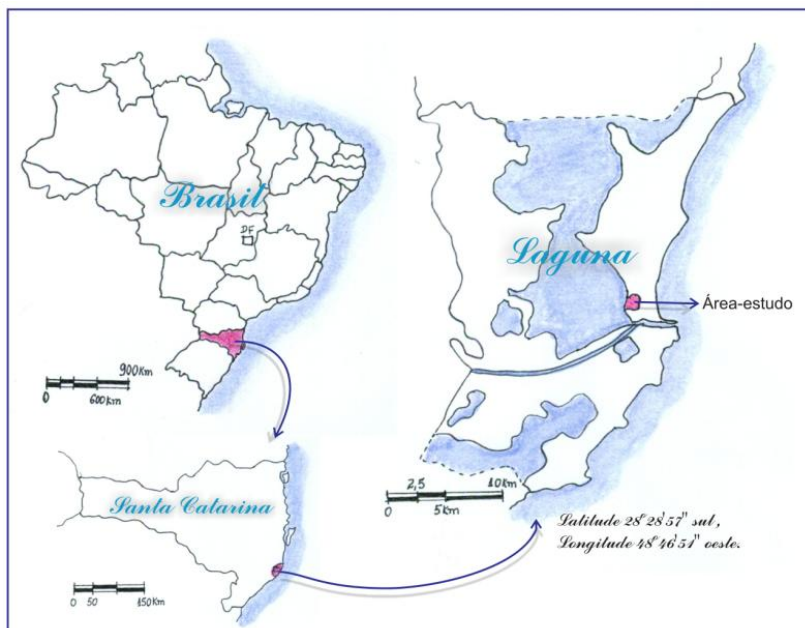 Brasil
DF
900Km
0 600Km
Santa Catarina
0 50 150Km
Laguna
Área-estudo
2,5 10Km
0 5Km
Latitude 28°28'57" sul,
Longitude 48°46'51" oeste.